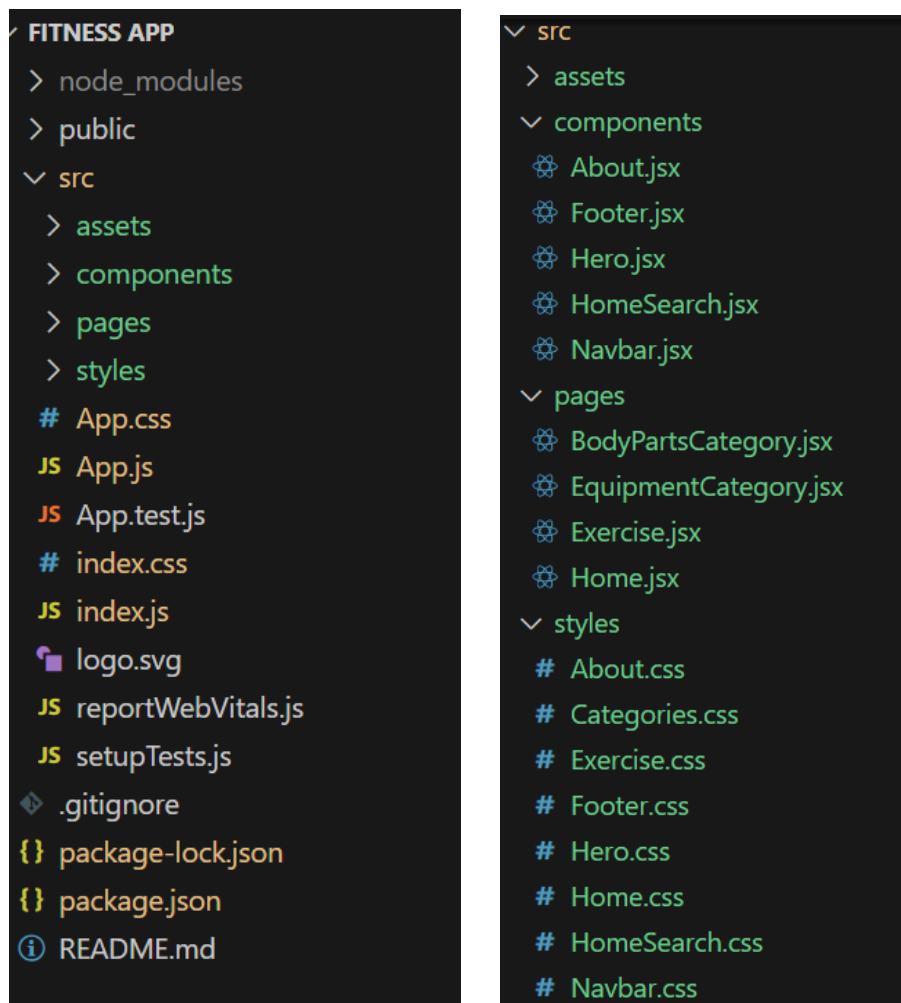 FITNESS APP
node_modules
public
src
assets
components
pages
styles
# App.css
JS App.js
JS App.test.js
# index.css
JS index.js
logo.svg
JS reportWebVitals.js
JS setupTests.js
.gitignore
{} package-lock.json
{} package.json
README.md
src
assets
components
About.jsx
Footer.jsx
Hero.jsx
HomeSearch.jsx
Navbar.jsx
pages
BodyPartsCategory.jsx
EquipmentCategory.jsx
Exercise.jsx
Home.jsx
styles
# About.css
# Categories.css
# Exercise.css
# Footer.css
# Hero.css
# Home.css
# HomeSearch.css
# Navbar.css